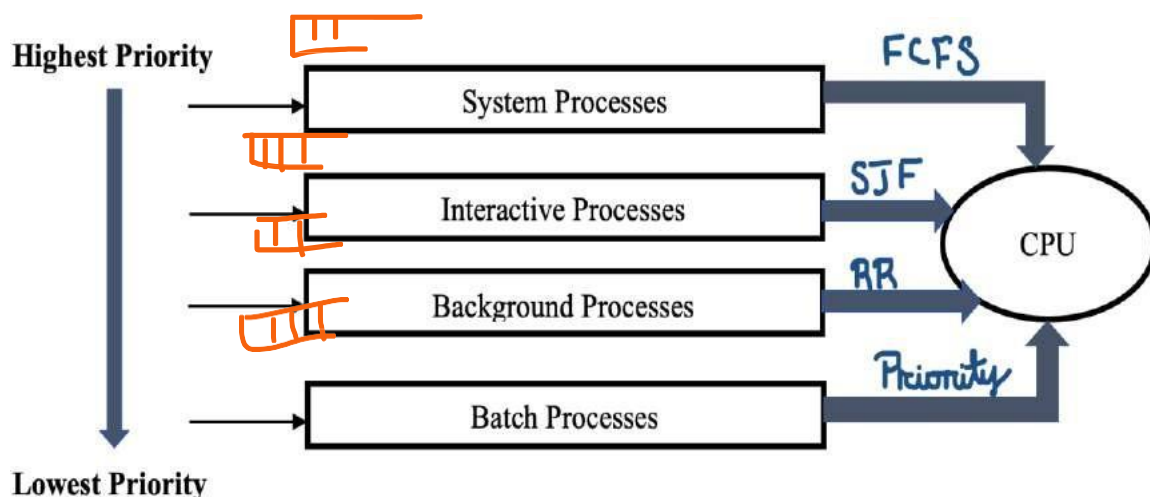 FCFS
Highest Priority
System Processes
SJF
Interactive Processes
CPU
RR
Background Processes
Priority
Batch Processes
Lowest Priority